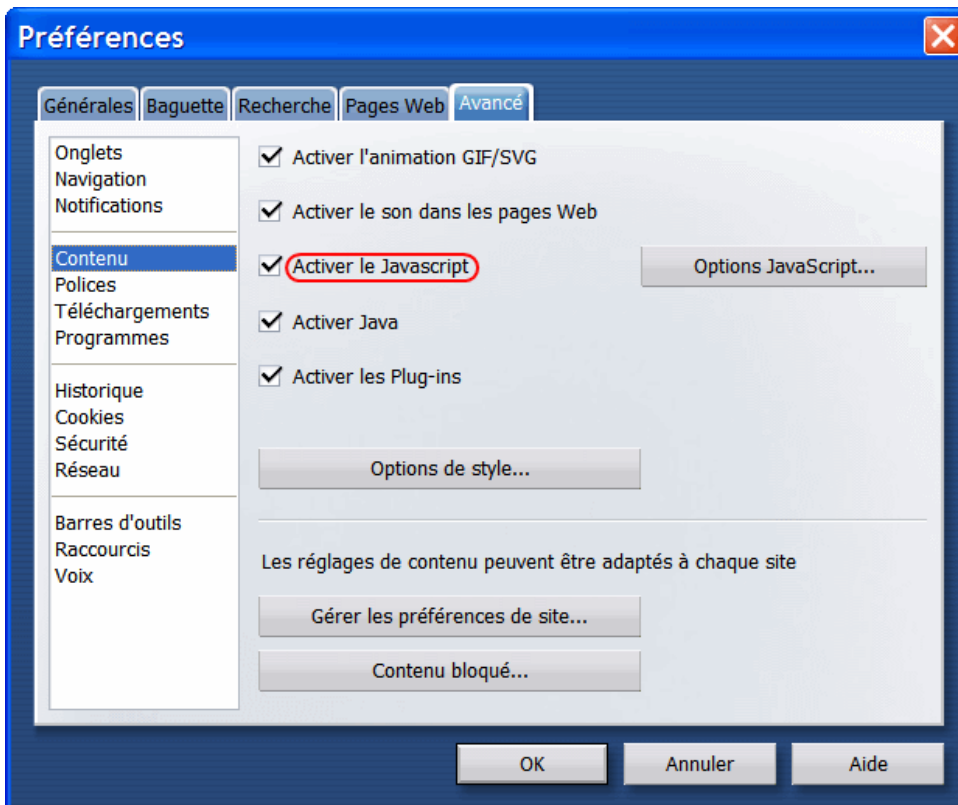 Préférences
Générales Baguette Recherche Pages Web Avancé
Onglets
Navigation
Notifications
Contenu
Polices
Téléchargements
Programmes
Historique
Cookies
Sécurité
Réseau
Barres d'outils
Raccourcis
Voix
Activer l'animation GIF/SVG
Activer le son dans les pages Web
Activer le Javascript
Options JavaScript...
Activer Java
Activer les Plug-ins
Options de style...
Les réglages de contenu peuvent être adaptés à chaque site
Gérer les préférences de site...
Contenu bloqué...
OK Annuler Aide